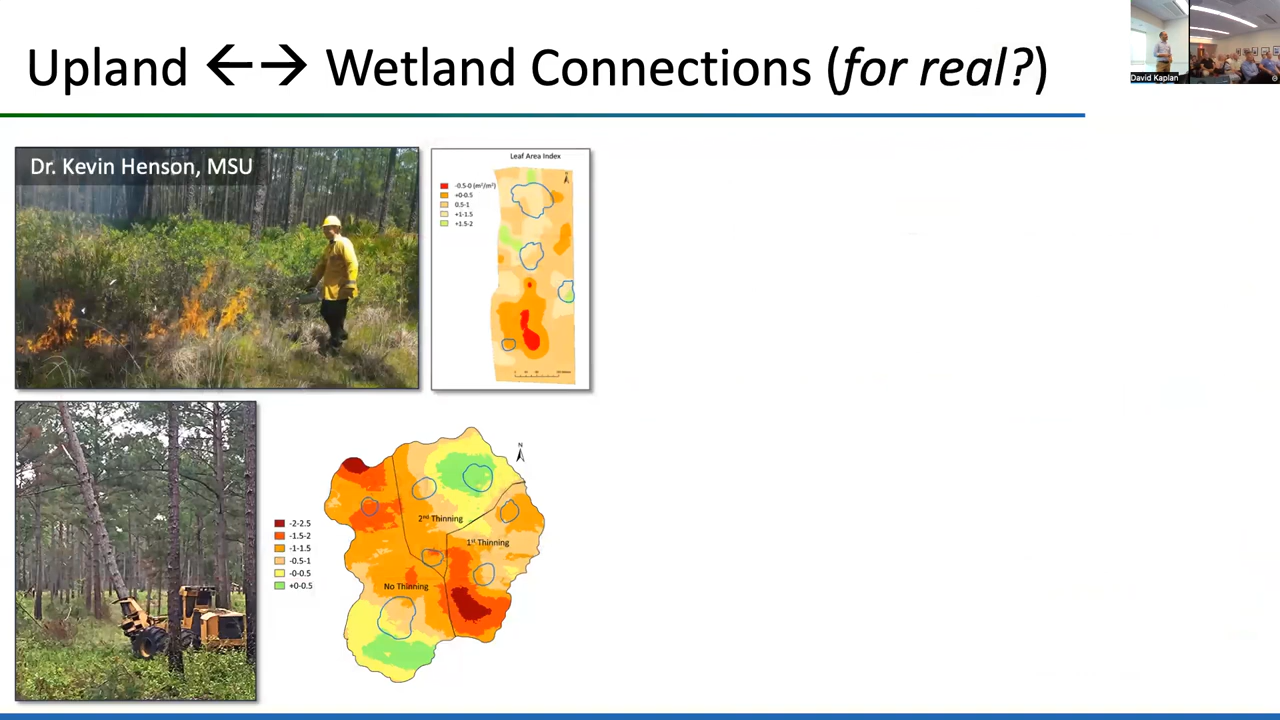 Upland ←→ Wetland Connections (for real?)
David Kaplan
Dr. Kevin Henson, MSU
Leaf Area Index
N
-0.5-0 (m²/m²)
+0-0.5
0.5-1
+1-1.5
+1.5-2
N
2nd Thinning
1st Thinning
No Thinning
-2-2.5
-1.5-2
-1-1.5
-0.5-1
-0-0.5
+0-0.5